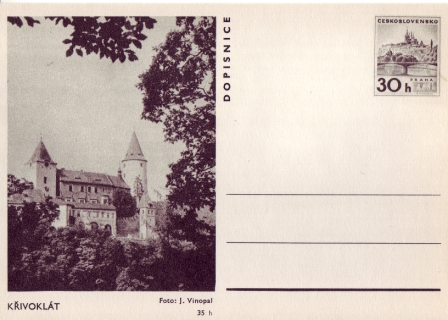 DOPISNICE
ČESKOSLOVENSKO
PRAHA
30 h
KŘIVOKLÁT
Foto: J. Vinopal
35 h